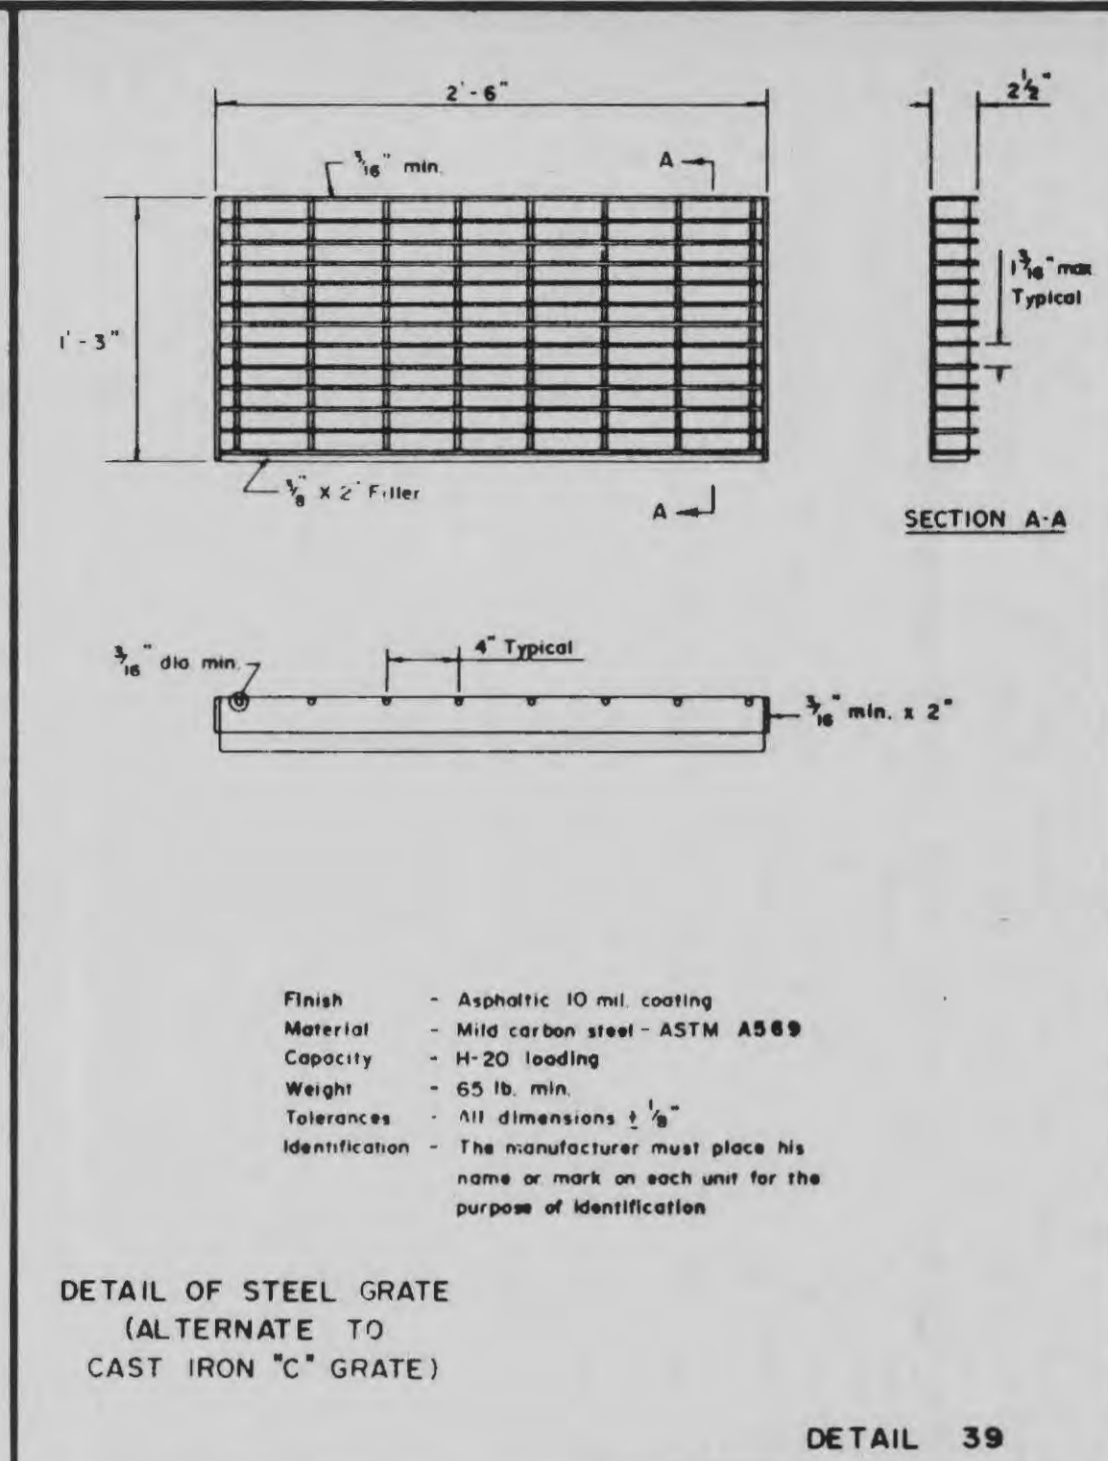 2'-6"
2 1/2"
3/16" min.
A
1 3/16" max
Typical
1'-3"
3/8" x 2" Filler
A
SECTION A-A
3/16" dia. min.
4" Typical
3/16" min. x 2"
Finish - Asphaltic 10 mil. coating
Material - Mild carbon steel - ASTM A569
Capacity - H-20 loading
Weight - 65 lb. min.
Tolerances - All dimensions ± 1/8"
Identification - The manufacturer must place his
name or mark on each unit for the
purpose of identification
DETAIL OF STEEL GRATE
(ALTERNATE TO
CAST IRON "C" GRATE)
DETAIL 39